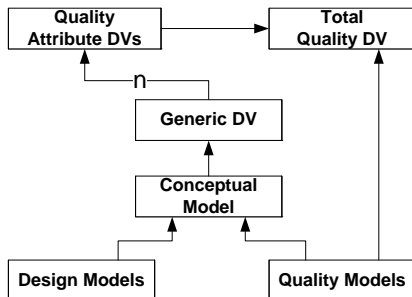 Quality
Attribute DVs
Total
Quality DV
n
Generic DV
Conceptual
Model
Design Models
Quality Models